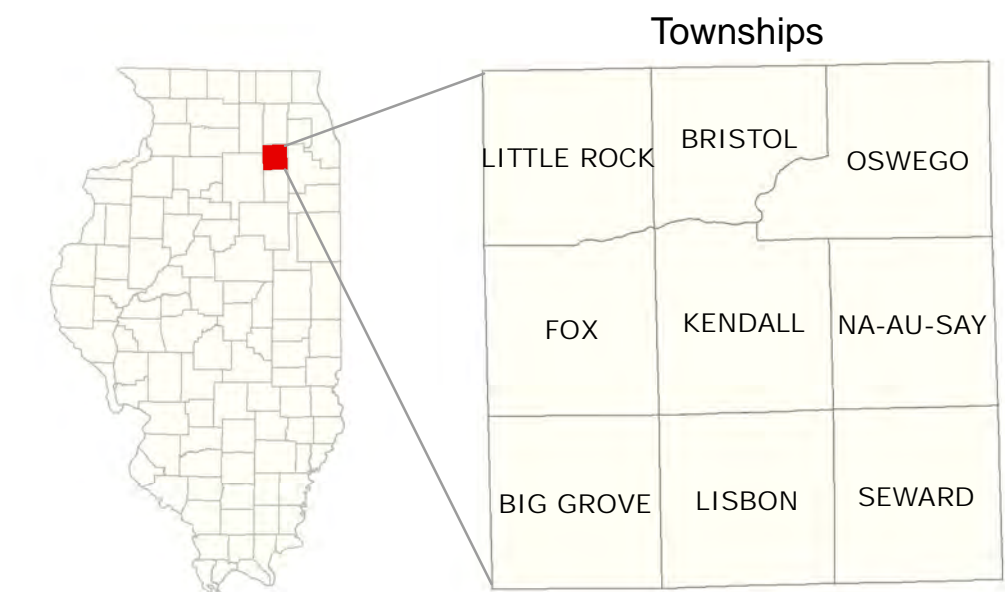 Townships
LITTLE ROCK
BRISTOL
OSWEGO
FOX
KENDALL
NA-AU-SAY
BIG GROVE
LISBON
SEWARD